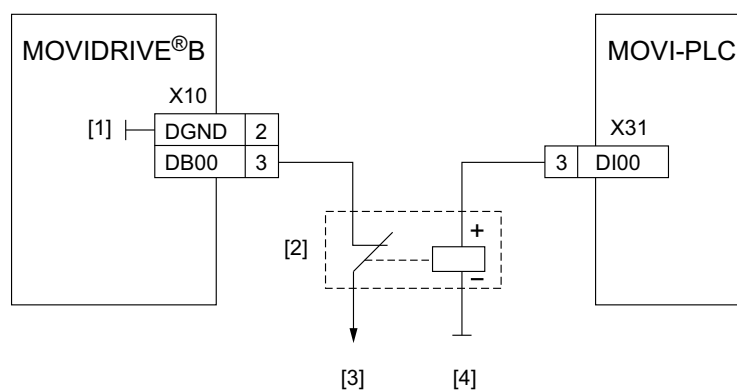 MOVIDRIVE®B
MOVI-PLC
X10
[1]
DGND 2
DB00 3
X31
3 DI00
[2]
+
–
[3]
[4]